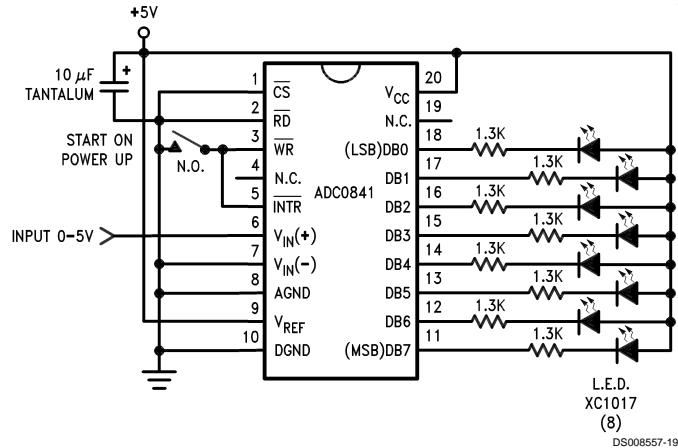 +5V
10 μF
TANTALUM
+
START ON
POWER UP
N.O.
INPUT 0–5V
ADC0841
1 CS
2 RD
3 WR
4 N.C.
5 INTR
6 VIN(+)
7 VIN(−)
8 AGND
9 VREF
10 DGND
20 VCC
19 N.C.
18 (LSB)DB0
17 DB1
16 DB2
15 DB3
14 DB4
13 DB5
12 DB6
11 (MSB)DB7
1.3K
1.3K
1.3K
1.3K
1.3K
1.3K
1.3K
1.3K
L.E.D.
XC1017
(8)
DS008557-19